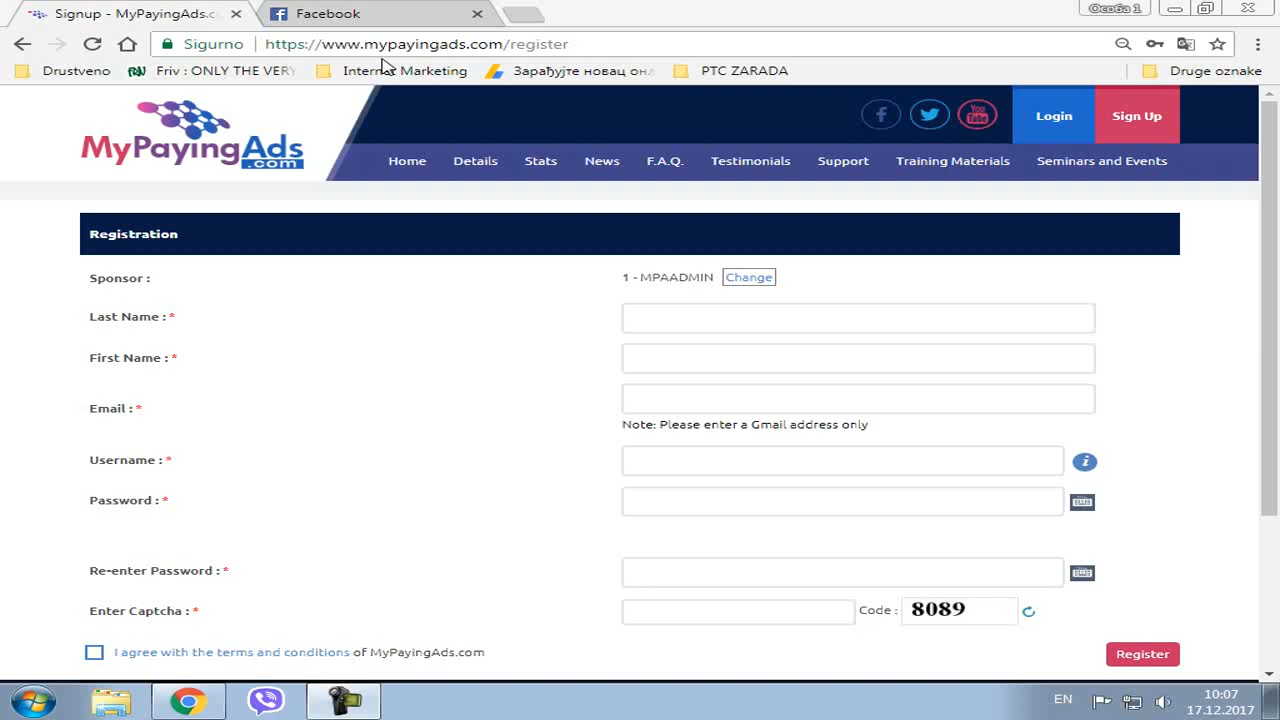 Signup - MyPayingAds.c
Facebook
Особа 1
Sigurno
https://www.mypayingads.com/register
Drustveno
Friv : ONLY THE VERY
Internet Marketing
Зарађујте новац онл
PTC ZARADA
Druge oznake
MyPayingAds
.com
You
Tube
Login
Sign Up
Home
Details
Stats
News
F.A.Q.
Testimonials
Support
Training Materials
Seminars and Events
Registration
Sponsor :
1 - MPAADMIN
Change
Last Name : *
First Name : *
Email : *
Note: Please enter a Gmail address only
Username : *
Password : *
Re-enter Password : *
Enter Captcha : *
Code :
8089
I agree with the terms and conditions of MyPayingAds.com
Register
EN
10:07
17.12.2017